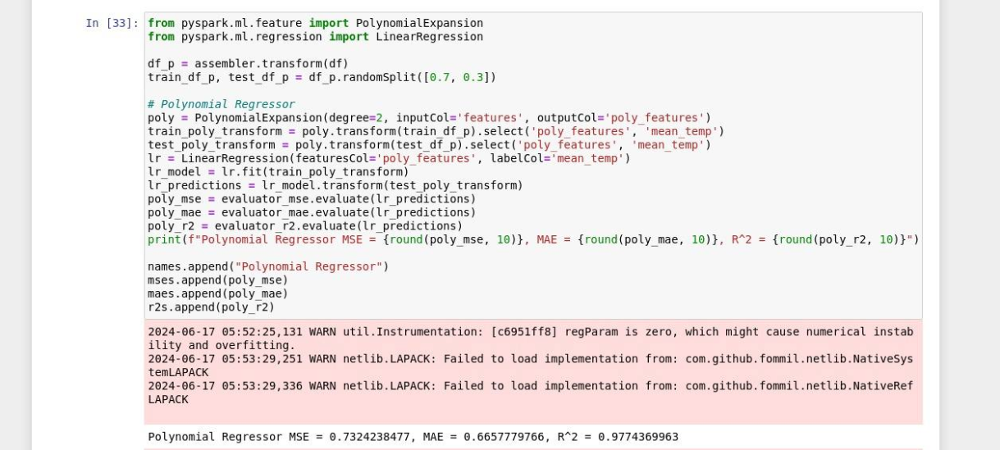 In [33]:
from pyspark.ml.feature import PolynomialExpansion
from pyspark.ml.regression import LinearRegression
df_p = assembler.transform(df)
train_df_p, test_df_p = df_p.randomSplit([0.7, 0.3])
# Polynomial Regressor
poly = PolynomialExpansion(degree=2, inputCol='features', outputCol='poly_features')
train_poly_transform = poly.transform(train_df_p).select('poly_features', 'mean_temp')
test_poly_transform = poly.transform(test_df_p).select('poly_features', 'mean_temp')
lr = LinearRegression(featuresCol='poly_features', labelCol='mean_temp')
lr_model = lr.fit(train_poly_transform)
lr_predictions = lr_model.transform(test_poly_transform)
poly_mse = evaluator_mse.evaluate(lr_predictions)
poly_mae = evaluator_mae.evaluate(lr_predictions)
poly_r2 = evaluator_r2.evaluate(lr_predictions)
print(f"Polynomial Regressor MSE = {round(poly_mse, 10)}, MAE = {round(poly_mae, 10)}, R^2 = {round(poly_r2, 10)}")
names.append("Polynomial Regressor")
mses.append(poly_mse)
maes.append(poly_mae)
r2s.append(poly_r2)
2024-06-17 05:52:25,131 WARN util.Instrumentation: [c6951ff8] regParam is zero, which might cause numerical instab
ility and overfitting.
2024-06-17 05:53:29,251 WARN netlib.LAPACK: Failed to load implementation from: com.github.fommil.netlib.NativeSys
temLAPACK
2024-06-17 05:53:29,336 WARN netlib.LAPACK: Failed to load implementation from: com.github.fommil.netlib.NativeRef
LAPACK
Polynomial Regressor MSE = 0.7324238477, MAE = 0.6657779766, R^2 = 0.9774369963